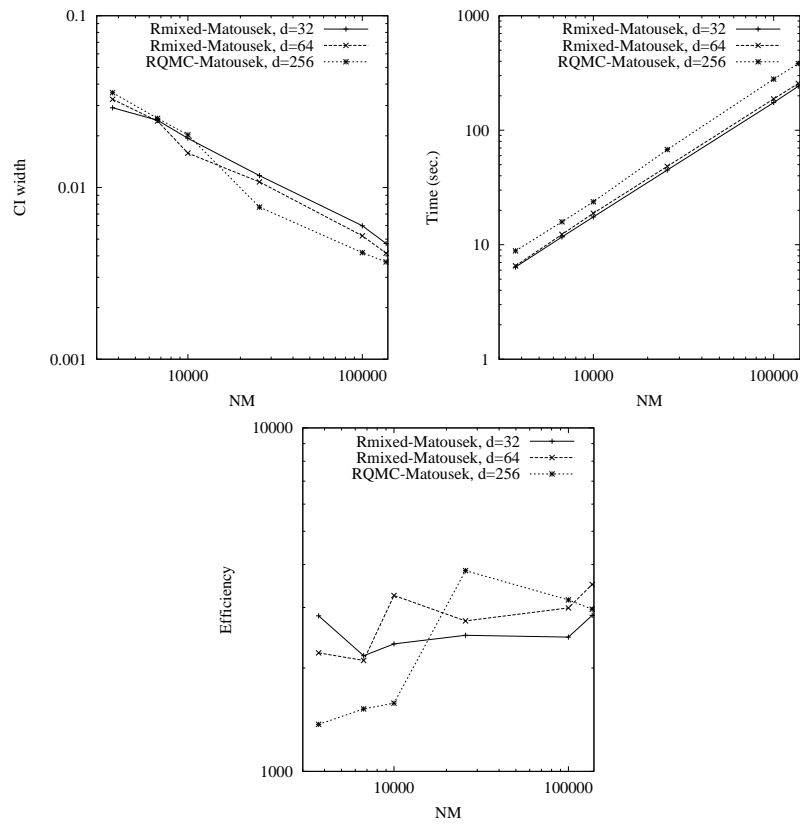 0.1
0.01
0.001
10000
100000
CI width
NM
Rmixed-Matousek, d=32
Rmixed-Matousek, d=64
RQMC-Matousek, d=256
1000
100
10
1
10000
100000
Time (sec.)
NM
Rmixed-Matousek, d=32
Rmixed-Matousek, d=64
RQMC-Matousek, d=256
10000
1000
10000
100000
Efficiency
NM
Rmixed-Matousek, d=32
Rmixed-Matousek, d=64
RQMC-Matousek, d=256